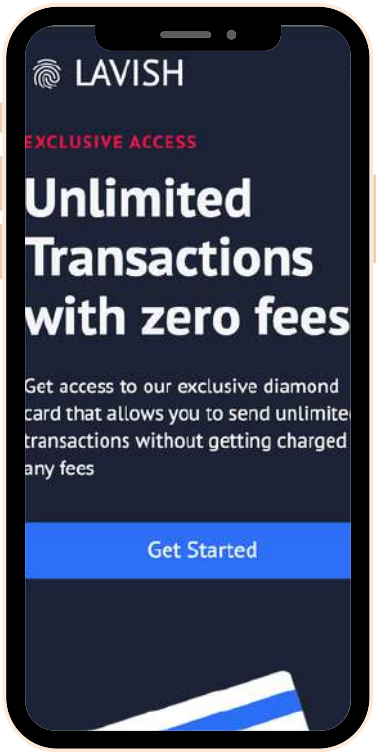 LAVISH
EXCLUSIVE ACCESS
Unlimited
Transactions
with zero fees
Get access to our exclusive diamond
card that allows you to send unlimited
transactions without getting charged
any fees
Get Started